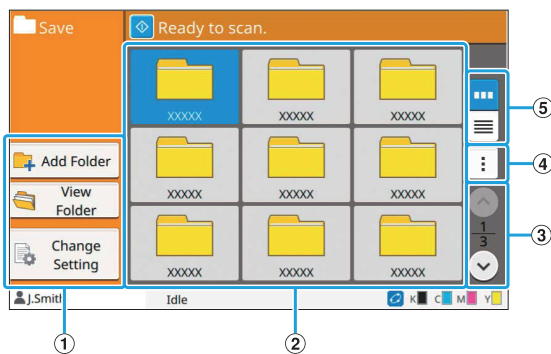 Save
Ready to scan.
XXXXX
XXXXX
XXXXX
Add Folder
View
Folder
Change
Setting
XXXXX
XXXXX
XXXXX
XXXXX
XXXXX
XXXXX
1
3
J.Smith
Idle
K C M Y
1
2
3
4
5